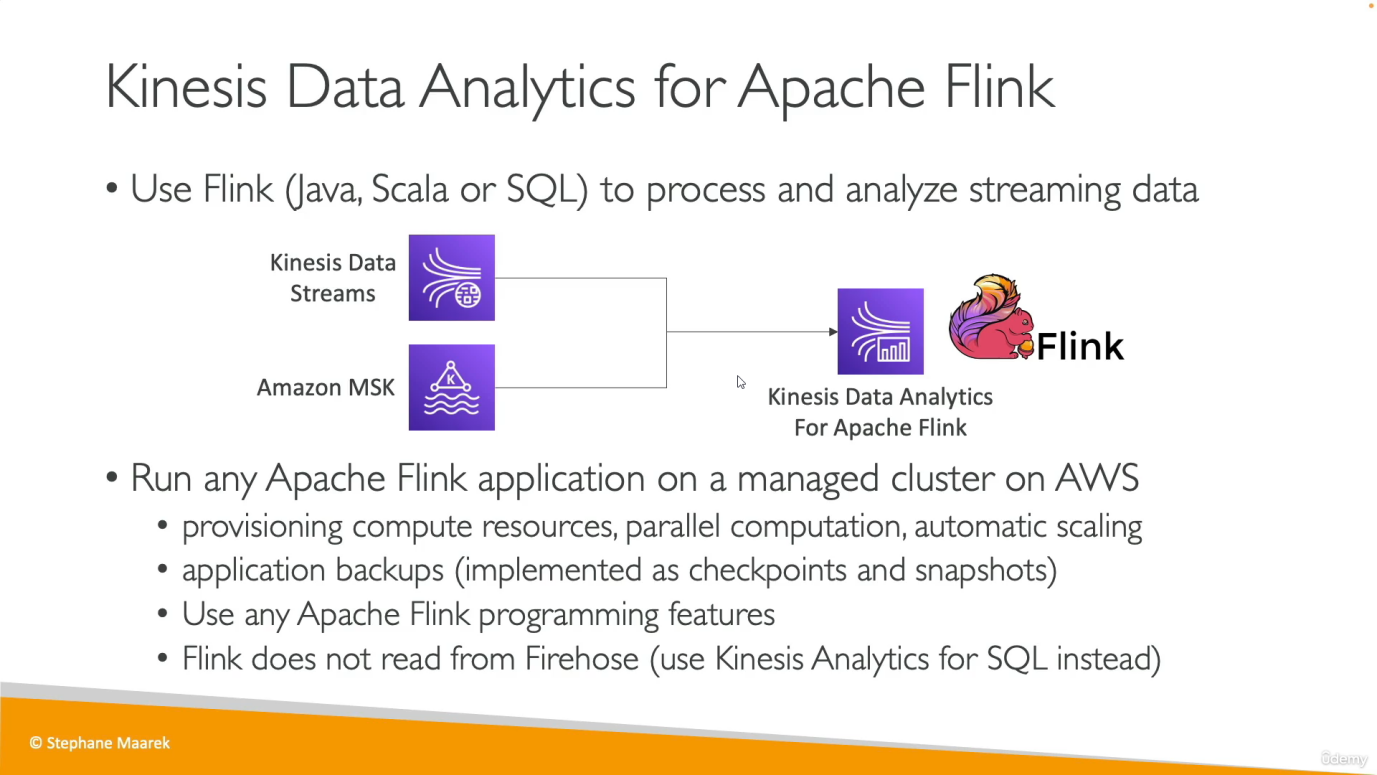 Kinesis Data Analytics for Apache Flink
• Use Flink (Java, Scala or SQL) to process and analyze streaming data
Kinesis Data
Streams
Amazon MSK
K
Flink
Kinesis Data Analytics
For Apache Flink
• Run any Apache Flink application on a managed cluster on AWS
• provisioning compute resources, parallel computation, automatic scaling
• application backups (implemented as checkpoints and snapshots)
• Use any Apache Flink programming features
• Flink does not read from Firehose (use Kinesis Analytics for SQL instead)
© Stephane Maarek
ûdemy